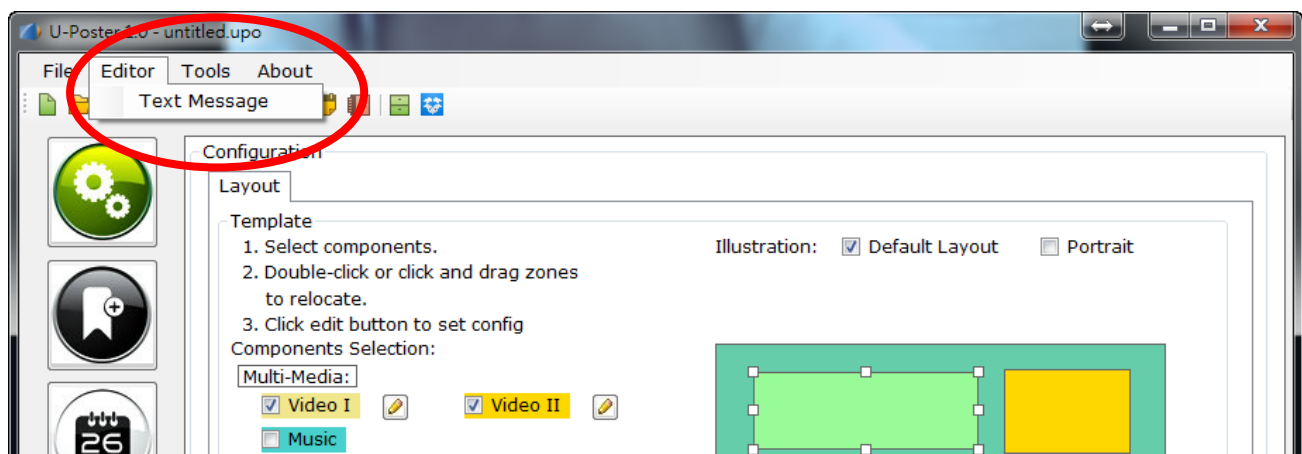 U-Poster 1.0 - untitled.upo
File Editor Tools About
Text Message
Configuration
Layout
Template
1. Select components.
2. Double-click or click and drag zones
to relocate.
3. Click edit button to set config
Illustration: Default Layout Portrait
Components Selection:
Multi-Media:
Video I Video II
Music
26